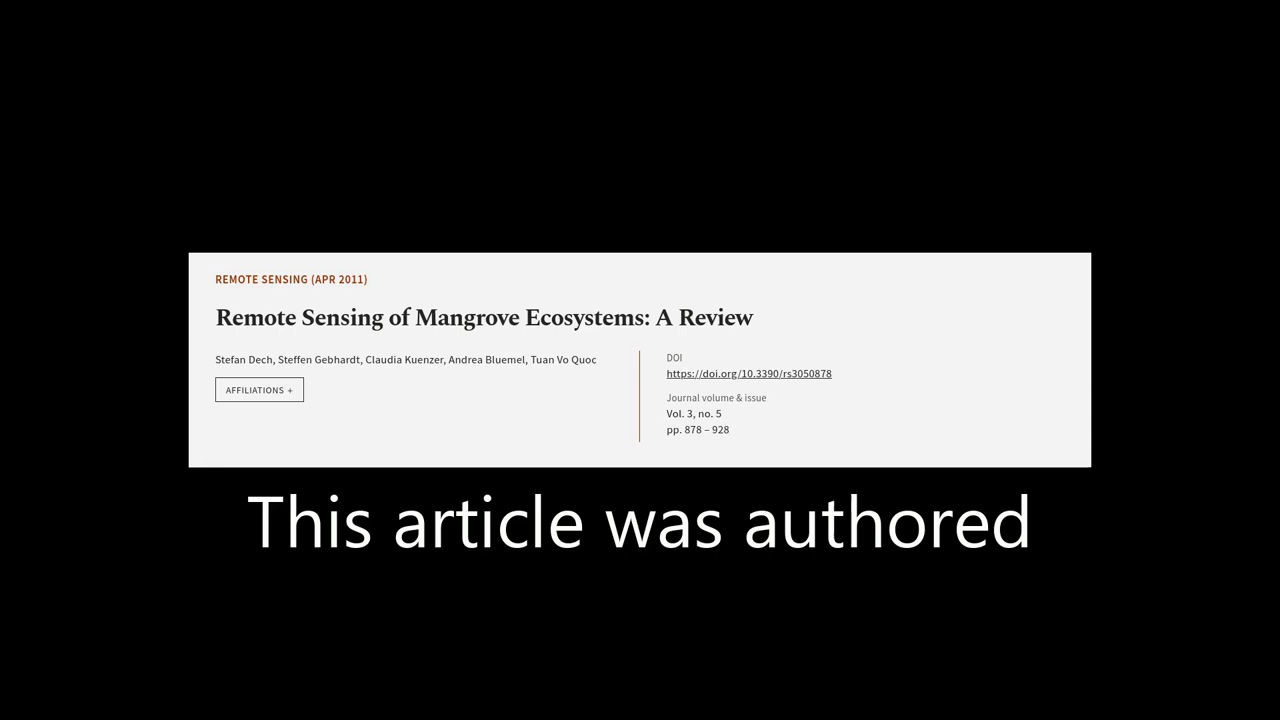 REMOTE SENSING (APR 2011)
Remote Sensing of Mangrove Ecosystems: A Review
Stefan Dech, Steffen Gebhardt, Claudia Kuenzer, Andrea Bluemel, Tuan Vo Quoc
AFFILIATIONS +
DOI
https://doi.org/10.3390/rs3050878
Journal volume & issue
Vol. 3, no. 5
pp. 878 – 928
This article was authored